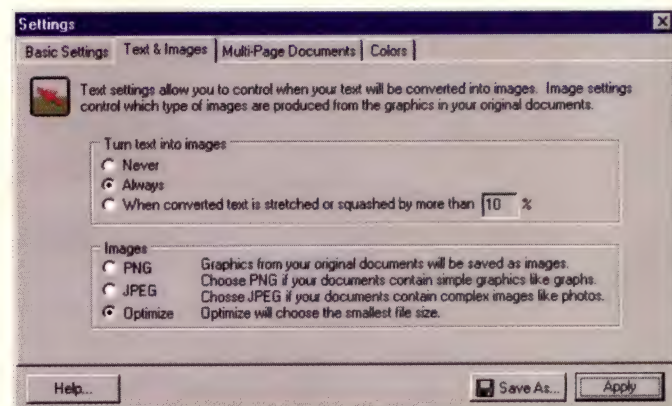 Settings
Basic Settings Text & Images Multi-Page Documents Colors
Text settings allow you to control when your text will be converted into images. Image settings
control which type of images are produced from the graphics in your original documents.
Turn text into images
Never
Always
When converted text is stretched or squashed by more than 10 %
Images
PNG Graphics from your original documents will be saved as images.
Choose PNG if your documents contain simple graphics like graphs.
JPEG Chosse JPEG if your documents contain complex images like photos.
Optimize Optimize will choose the smallest file size.
Help... Save As... Apply